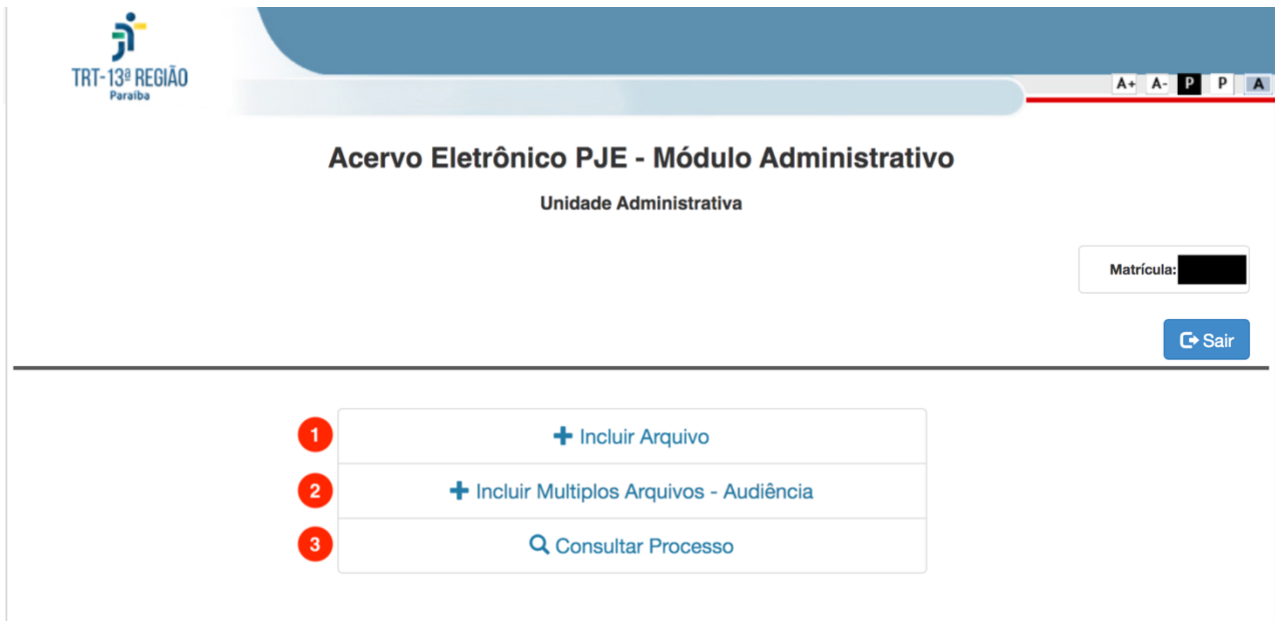 TRT-13ª REGIÃO
Paraíba
A+ A- P P A
Acervo Eletrônico PJE - Módulo Administrativo
Unidade Administrativa
Matrícula:
Sair
1 Incluir Arquivo
2 Incluir Multiplos Arquivos - Audiência
3 Consultar Processo